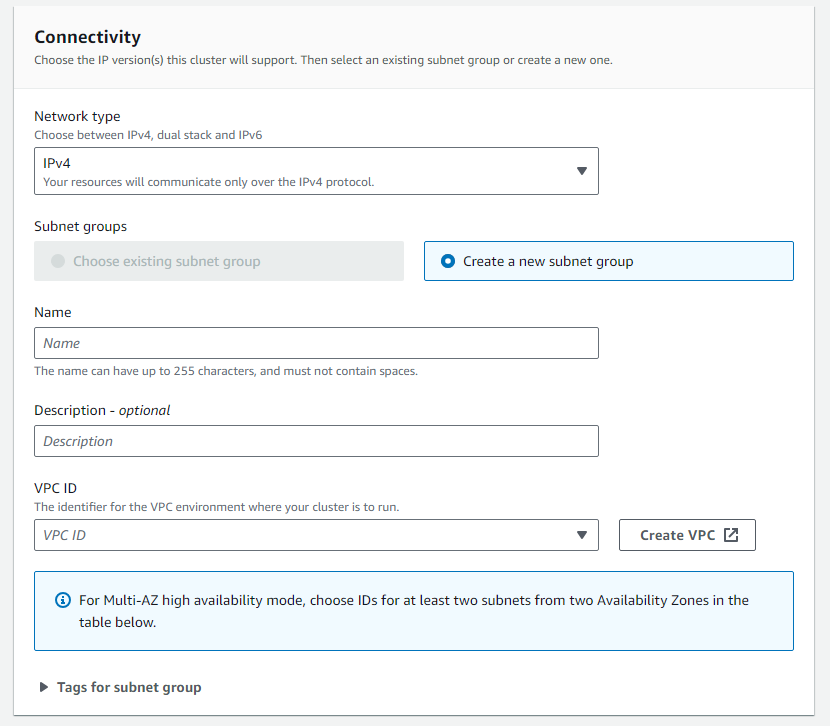 Connectivity
Choose the IP version(s) this cluster will support. Then select an existing subnet group or create a new one.
Network type
Choose between IPv4, dual stack and IPv6
IPv4
Your resources will communicate only over the IPv4 protocol.
Subnet groups
Choose existing subnet group
Create a new subnet group
Name
Name
The name can have up to 255 characters, and must not contain spaces.
Description - optional
Description
VPC ID
The identifier for the VPC environment where your cluster is to run.
VPC ID
Create VPC
For Multi-AZ high availability mode, choose IDs for at least two subnets from two Availability Zones in the
table below.
Tags for subnet group